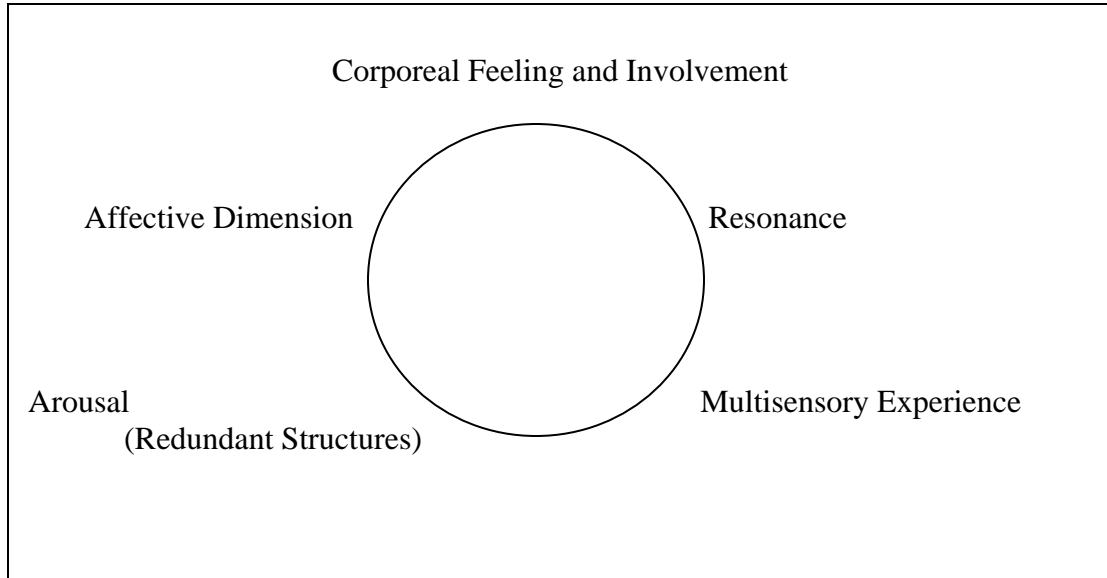 Corporeal Feeling and Involvement
Affective Dimension
Resonance
Arousal
(Redundant Structures)
Multisensory Experience